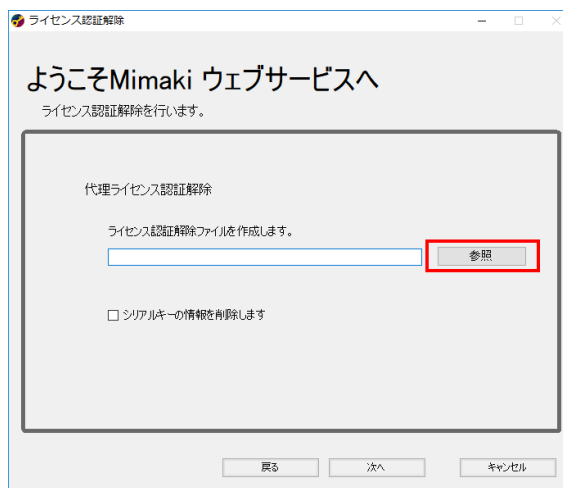 ライセンス認証解除
ようこそMimaki ウェブサービスへ
ライセンス認証解除を行います。
代理ライセンス認証解除
ライセンス認証解除ファイルを作成します。
参照
シリアルキーの情報を削除します
戻る
次へ
キャンセル